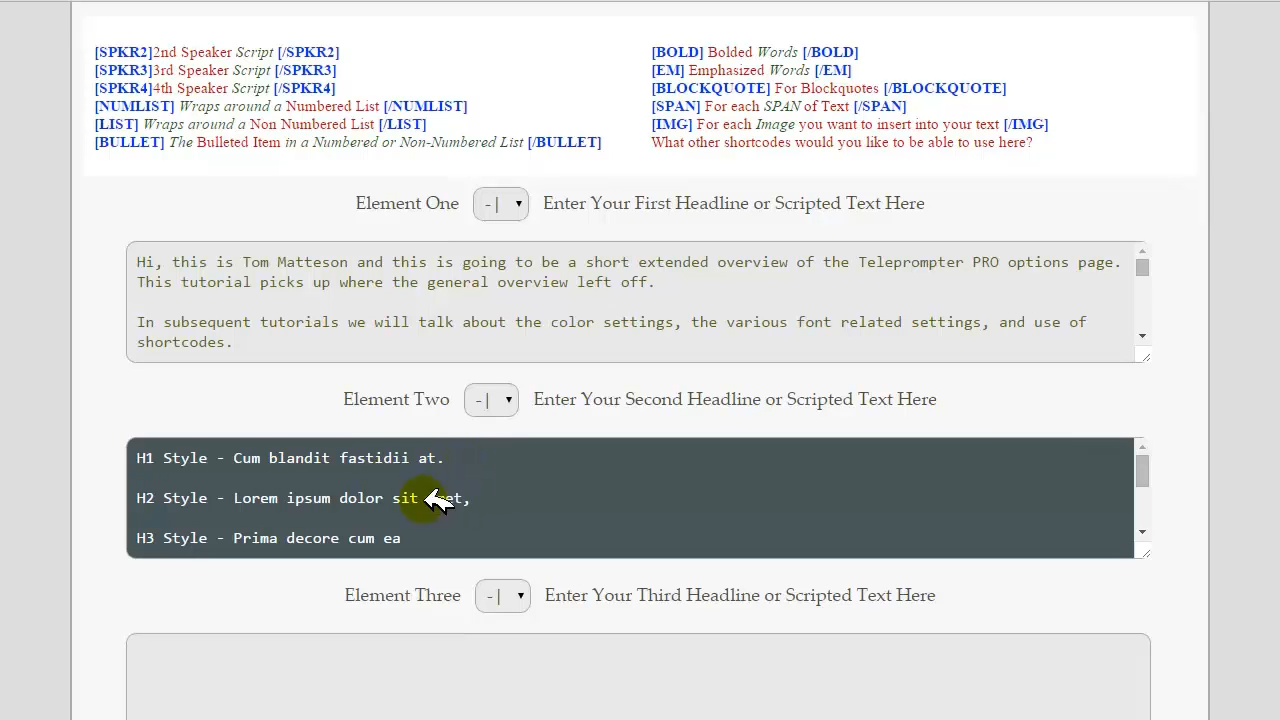 [SPKR2]2nd Speaker Script [/SPKR2]
[SPKR3]3rd Speaker Script [/SPKR3]
[SPKR4]4th Speaker Script [/SPKR4]
[NUMLIST] Wraps around a Numbered List [/NUMLIST]
[LIST] Wraps around a Non Numbered List [/LIST]
[BULLET] The Bulleted Item in a Numbered or Non-Numbered List [/BULLET]
[BOLD] Bolded Words [/BOLD]
[EM] Emphasized Words [/EM]
[BLOCKQUOTE] For Blockquotes [/BLOCKQUOTE]
[SPAN] For each SPAN of Text [/SPAN]
[IMG] For each Image you want to insert into your text [/IMG]
What other shortcodes would you like to be able to use here?
Element One -| Enter Your First Headline or Scripted Text Here
Hi, this is Tom Matteson and this is going to be a short extended overview of the Teleprompter PRO options page.
This tutorial picks up where the general overview left off.
In subsequent tutorials we will talk about the color settings, the various font related settings, and use of
shortcodes.
Element Two -| Enter Your Second Headline or Scripted Text Here
H1 Style - Cum blandit fastidii at.
H2 Style - Lorem ipsum dolor sit
H3 Style - Prima decore cum ea
Element Three -| Enter Your Third Headline or Scripted Text Here